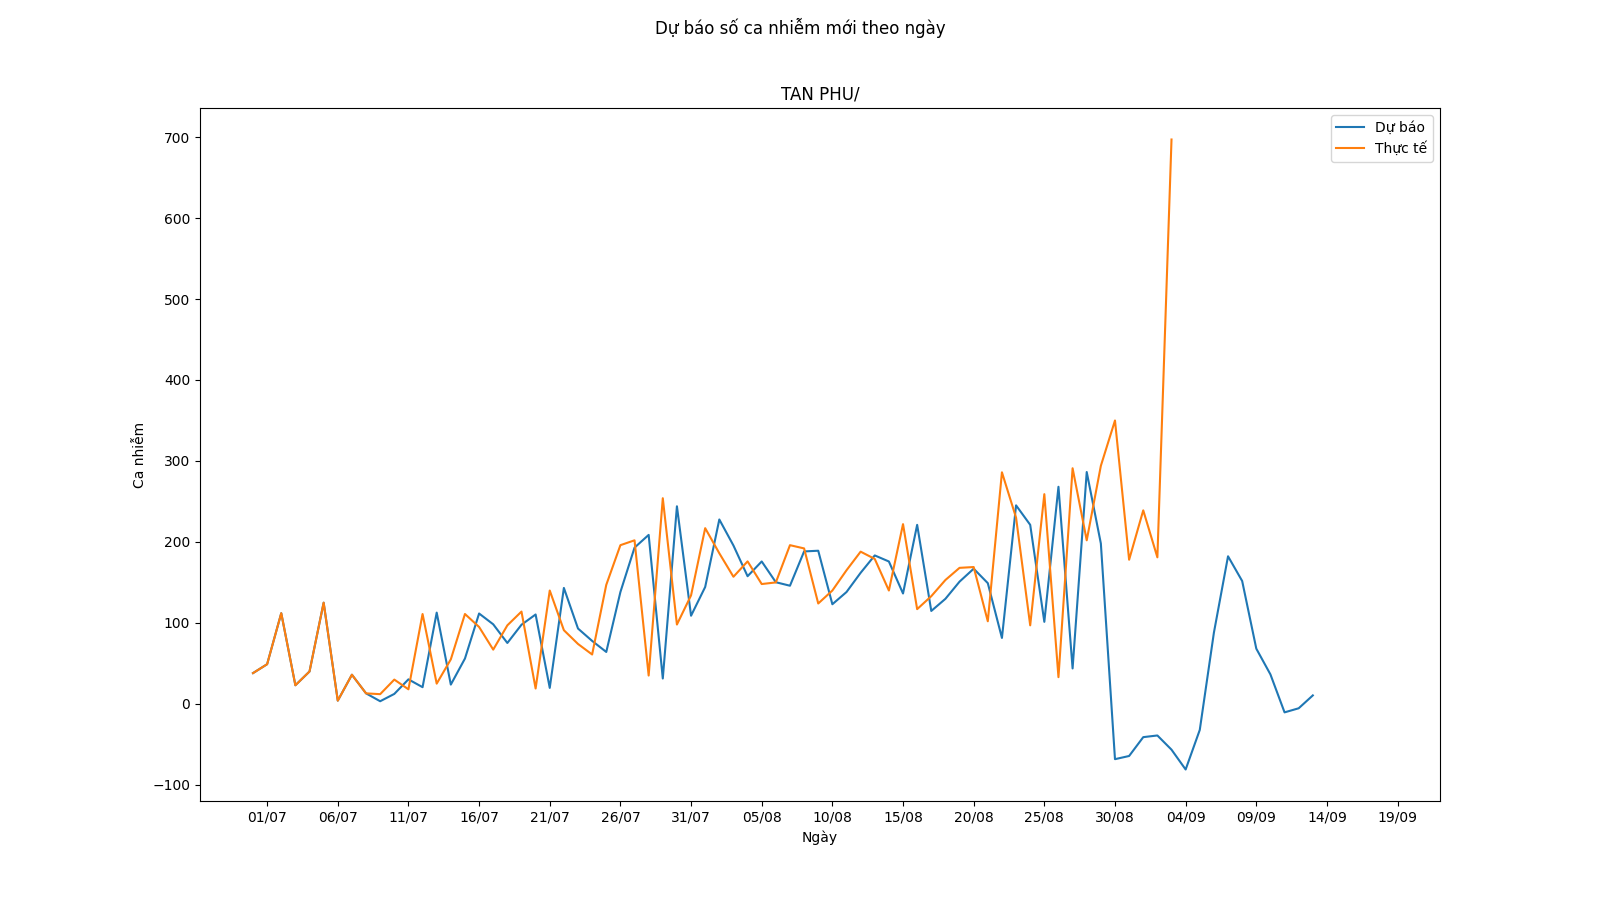 Dự báo số ca nhiễm mới theo ngày
TAN PHU/
Dự báo
Thực tế
700
600
500
400
300
200
100
0
−100
Ca nhiễm
01/07 06/07 11/07 16/07 21/07 26/07 31/07 05/08 10/08 15/08 20/08 25/08 30/08 04/09 09/09 14/09 19/09
Ngày